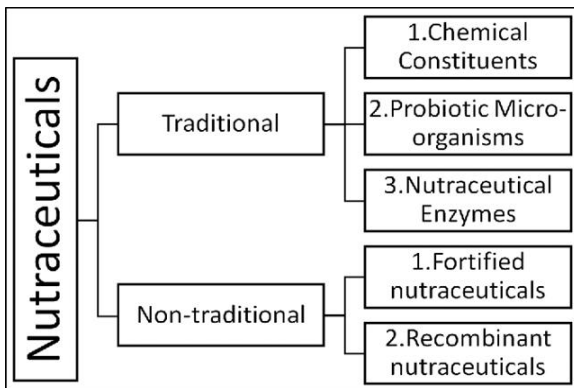 Nutraceuticals
Traditional
1.Chemical
Constituents
2.Probiotic Micro-
organisms
3.Nutraceutical
Enzymes
Non-traditional
1.Fortified
nutraceuticals
2.Recombinant
nutraceuticals